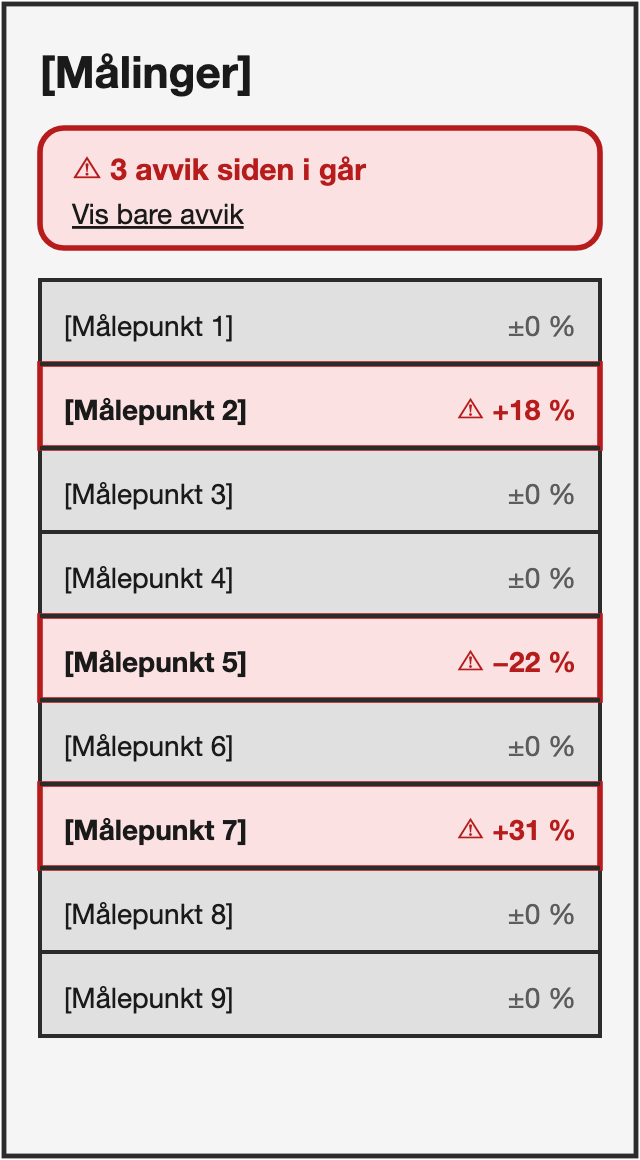 [Målinger]
⚠ 3 avvik siden i går
Vis bare avvik
[Målepunkt 1] ±0 %
[Målepunkt 2] ⚠ +18 %
[Målepunkt 3] ±0 %
[Målepunkt 4] ±0 %
[Målepunkt 5] ⚠ −22 %
[Målepunkt 6] ±0 %
[Målepunkt 7] ⚠ +31 %
[Målepunkt 8] ±0 %
[Målepunkt 9] ±0 %